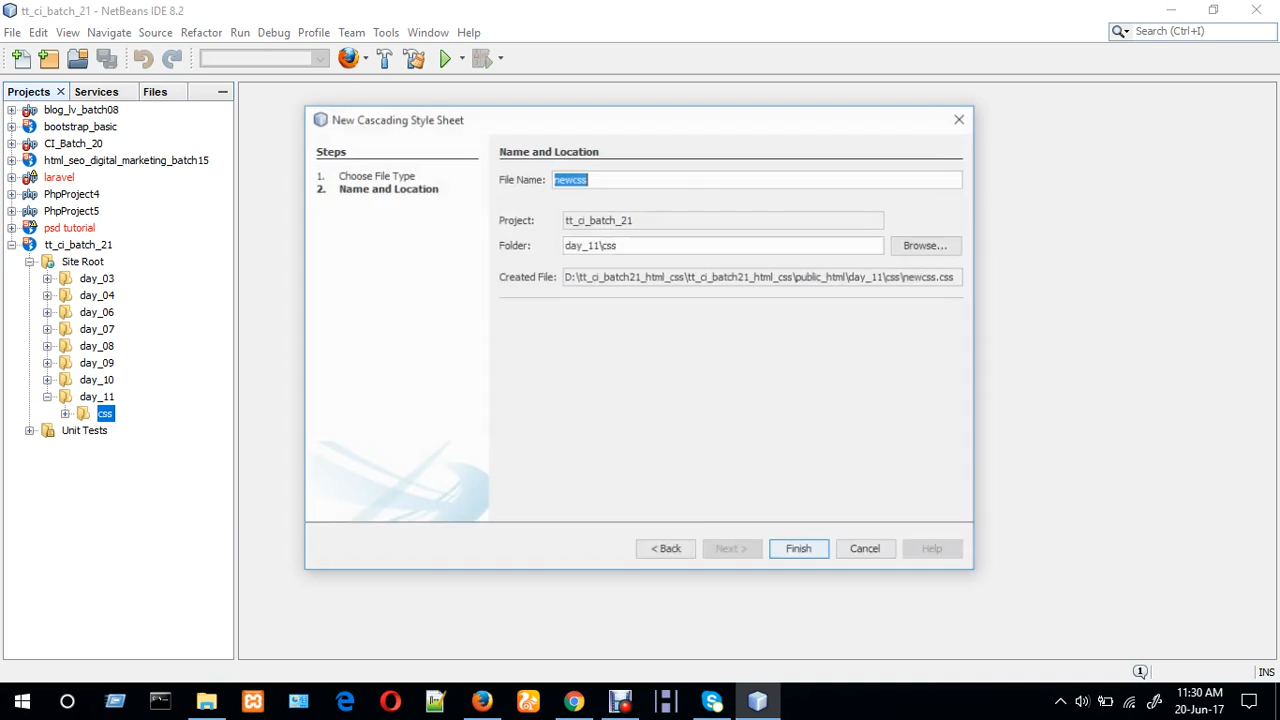 tt_ci_batch_21 - NetBeans IDE 8.2
File Edit View Navigate Source Refactor Run Debug Profile Team Tools Window Help
Search (Ctrl+I)
Projects Services Files
blog_lv_batch08
bootstrap_basic
CI_Batch_20
html_seo_digital_marketing_batch15
laravel
PhpProject4
PhpProject5
psd tutorial
tt_ci_batch_21
Site Root
day_03
day_04
day_06
day_07
day_08
day_09
day_10
day_11
css
Unit Tests
New Cascading Style Sheet
Steps
1. Choose File Type
2. Name and Location
Name and Location
File Name: newcss
Project: tt_ci_batch_21
Folder: day_11\css
Browse...
Created File: D:\tt_ci_batch21_html_css\tt_ci_batch21_html_css\public_html\day_11\css\newcss.css
< Back Next > Finish Cancel Help
1
INS
11:30 AM
20-Jun-17